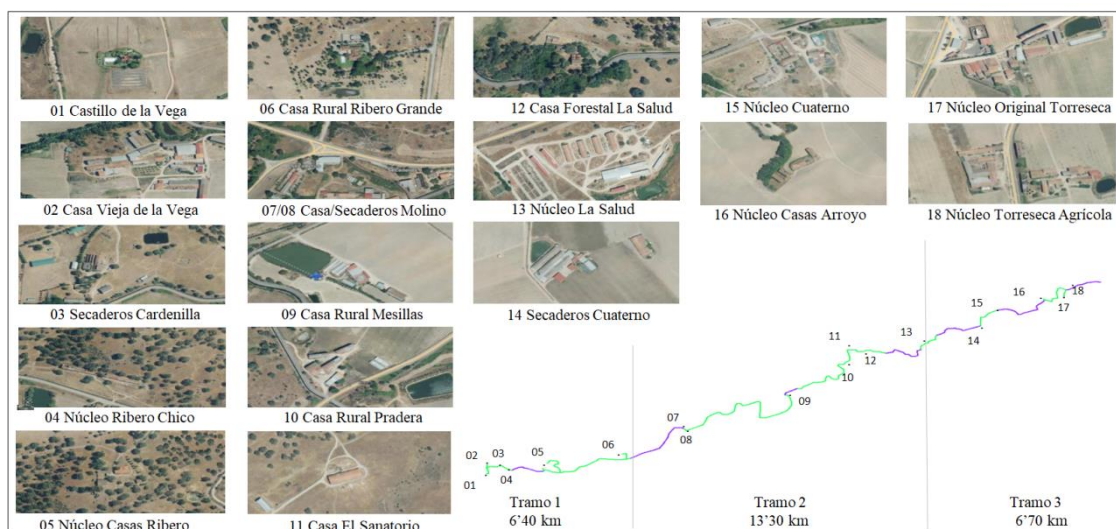 01 Castillo de la Vega
06 Casa Rural Ribero Grande
12 Casa Forestal La Salud
15 Núcleo Cuaterno
17 Núcleo Original Torreseca
02 Casa Vieja de la Vega
07/08 Casa/Secaderos Molino
13 Núcleo La Salud
16 Núcleo Casas Arroyo
18 Núcleo Torreseca Agrícola
03 Secaderos Cardenilla
09 Casa Rural Mesillas
14 Secaderos Cuaterno
04 Núcleo Ribero Chico
10 Casa Rural Pradera
05 Núcleo Casas Ribero
11 Casa El Sanatorio
01
02
03
04
05
06
07
08
09
10
11
12
13
14
15
16
17
18
Tramo 1
6'40 km
Tramo 2
13'30 km
Tramo 3
6'70 km